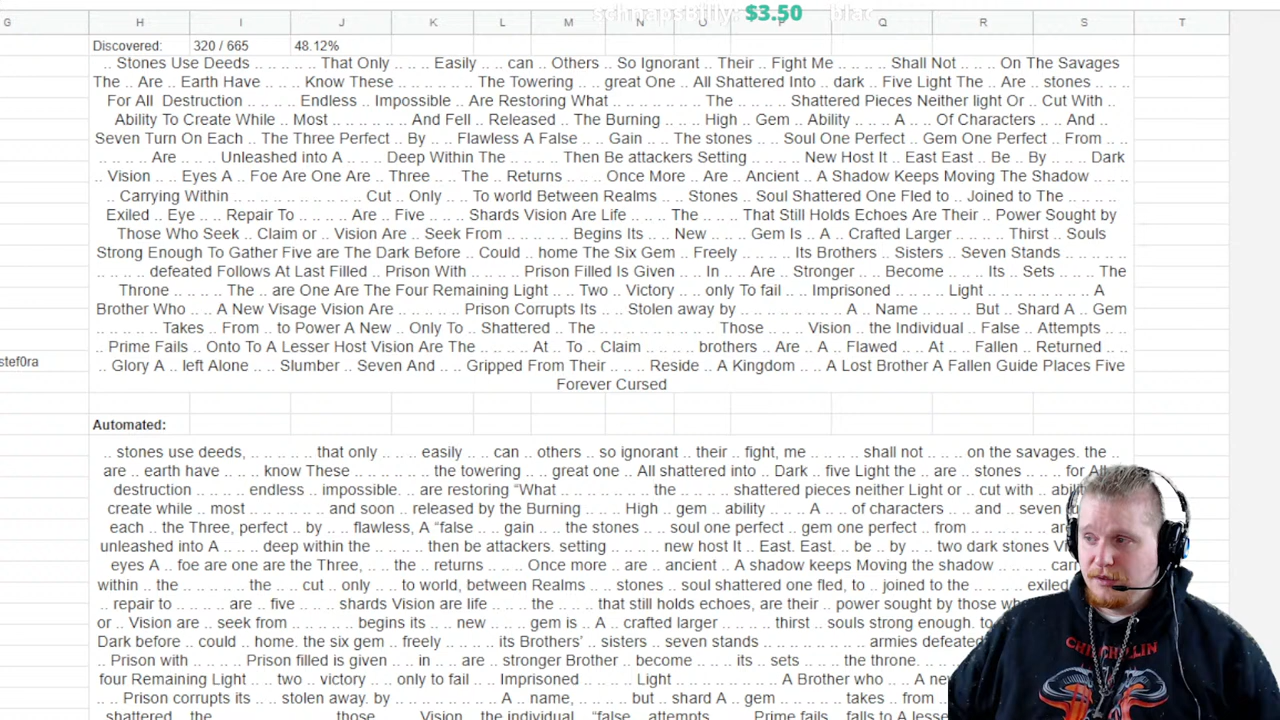 schnapsBilly: $3.50 blac
G H I J K L M N O P Q R S T
Discovered: 320 / 665 48.12%
.. Stones Use Deeds .. .. .. .. .. That Only .. .. .. Easily .. .. can .. Others .. So Ignorant .. Their .. Fight Me .. .. .. .. Shall Not .. .. On The Savages
The .. Are .. Earth Have .. .. .. Know These .. .. .. .. .. .. The Towering .. .. great One .. All Shattered Into .. dark .. Five Light The .. Are .. stones .. .. ..
For All Destruction .. .. .. .. Endless .. Impossible .. Are Restoring What .. .. .. .. .. .. .. The .. .. .. .. Shattered Pieces Neither light Or .. Cut With ..
Ability To Create While .. Most .. .. .. .. .. And Fell .. Released .. The Burning .. .. .. High .. Gem .. Ability .. .. A .. Of Characters .. .. And ..
Seven Turn On Each .. The Three Perfect .. By .. .. Flawless A False .. .. Gain .. .. The stones .. .. Soul One Perfect .. Gem One Perfect .. From ..
.. .. .. .. Are .. .. .. Unleashed into A .. .. .. Deep Within The .. .. .. .. Then Be attackers Setting .. .. .. .. New Host It .. East East .. Be .. By .. .. Dark
.. Vision .. .. Eyes A .. Foe Are One Are .. Three .. .. The .. Returns .. .. .. Once More .. Are .. Ancient .. A Shadow Keeps Moving The Shadow .. .. ..
.. Carrying Within .. .. .. .. .. .. .. .. .. .. Cut .. Only .. .. To world Between Realms .. .. Stones .. Soul Shattered One Fled to .. Joined to The .. .. ..
Exiled .. Eye .. .. Repair To .. .. .. .. Are .. Five .. .. Shards Vision Are Life .. .. The .. .. That Still Holds Echoes Are Their .. Power Sought by
Those Who Seek .. Claim or .. Vision Are .. Seek From .. .. .. .. .. Begins Its .. New .. .. Gem Is .. A .. Crafted Larger .. .. .. Thirst .. Souls
Strong Enough To Gather Five are The Dark Before .. Could .. home The Six Gem .. Freely .. .. .. .. Its Brothers .. Sisters .. Seven Stands .. .. .. ..
.. .. .. .. defeated Follows At Last Filled .. Prison With .. .. .. .. Prison Filled Is Given .. .. In .. .. Are .. Stronger .. .. Become .. .. Its .. Sets .. .. The
Throne .. .. .. The .. are One Are The Four Remaining Light .. .. Two .. Victory .. .. only To fail .. .. Imprisoned .. .. .. Light .. .. .. .. .. .. .. A
Brother Who .. .. A New Visage Vision Are .. .. .. .. .. Prison Corrupts Its .. .. Stolen away by .. .. .. .. .. .. .. A .. Name .. .. .. But .. Shard A .. Gem
.. .. Takes .. From .. to Power A New .. Only To .. Shattered .. The .. .. .. .. .. .. Those .. .. Vision .. the Individual .. False .. Attempts ..
.. Prime Fails .. Onto To A Lesser Host Vision Are The .. .. .. .. At .. To .. Claim .. .. .. brothers .. Are .. A .. Flawed .. At .. Fallen .. Returned .. ..
.. Glory A .. left Alone .. .. Slumber .. Seven And .. .. Gripped From Their .. .. .. Reside .. A Kingdom .. .. A Lost Brother A Fallen Guide Places Five
Forever Cursed
stef0ra
Automated:
.. stones use deeds, .. .. .. .. .. that only .. .. .. easily .. .. can .. others .. so ignorant .. their .. fight, me .. .. .. .. shall not .. .. on the savages. the ..
are .. earth have .. .. .. know These .. .. .. .. .. .. the towering .. .. great one .. All shattered into .. Dark .. five Light the .. are .. stones .. .. .. for All
destruction .. .. .. .. endless .. impossible. .. are restoring “What .. .. .. .. .. .. .. the .. .. .. .. shattered pieces neither Light or .. cut with ..
create while .. most .. .. .. .. .. and soon .. released by the Burning .. .. .. High .. gem .. ability .. .. A .. of characters .. .. and .. seven
each .. the Three, perfect .. by .. .. flawless, A “false .. .. gain .. .. the stones .. .. soul one perfect .. gem one perfect .. from
unleashed into A .. .. .. deep within the .. .. .. .. then be attackers. setting .. .. .. .. new host It .. East. East. .. be .. by .. .. two dark stones
eyes A .. foe are one are the Three, .. .. the .. returns .. .. .. Once more .. are .. ancient .. A shadow keeps Moving the shadow
within .. the .. .. .. .. .. .. .. the .. .. cut .. only .. .. .. world, between Realms .. .. stones .. soul shattered one fled, to .. joined to the
.. repair to .. .. .. .. are .. five .. .. shards Vision are life .. .. the .. .. that still holds echoes, are their .. power sought by those
or .. Vision are .. seek from .. .. .. .. .. begins its .. new .. .. gem is .. A .. crafted larger .. .. .. thirst .. souls strong enough.
Dark before .. could .. home. the six gem .. freely .. .. .. .. its Brothers’ .. sisters .. seven stands
.. Prison with .. .. .. .. Prison filled is given .. .. .. .. are .. stronger Brother .. become .. .. its .. sets .. .. the throne.
four Remaining Light .. .. two .. victory .. .. only to fail .. .. Imprisoned .. .. .. Light
.. .. Prison corrupts its .. .. stolen away. by
shattered .. the